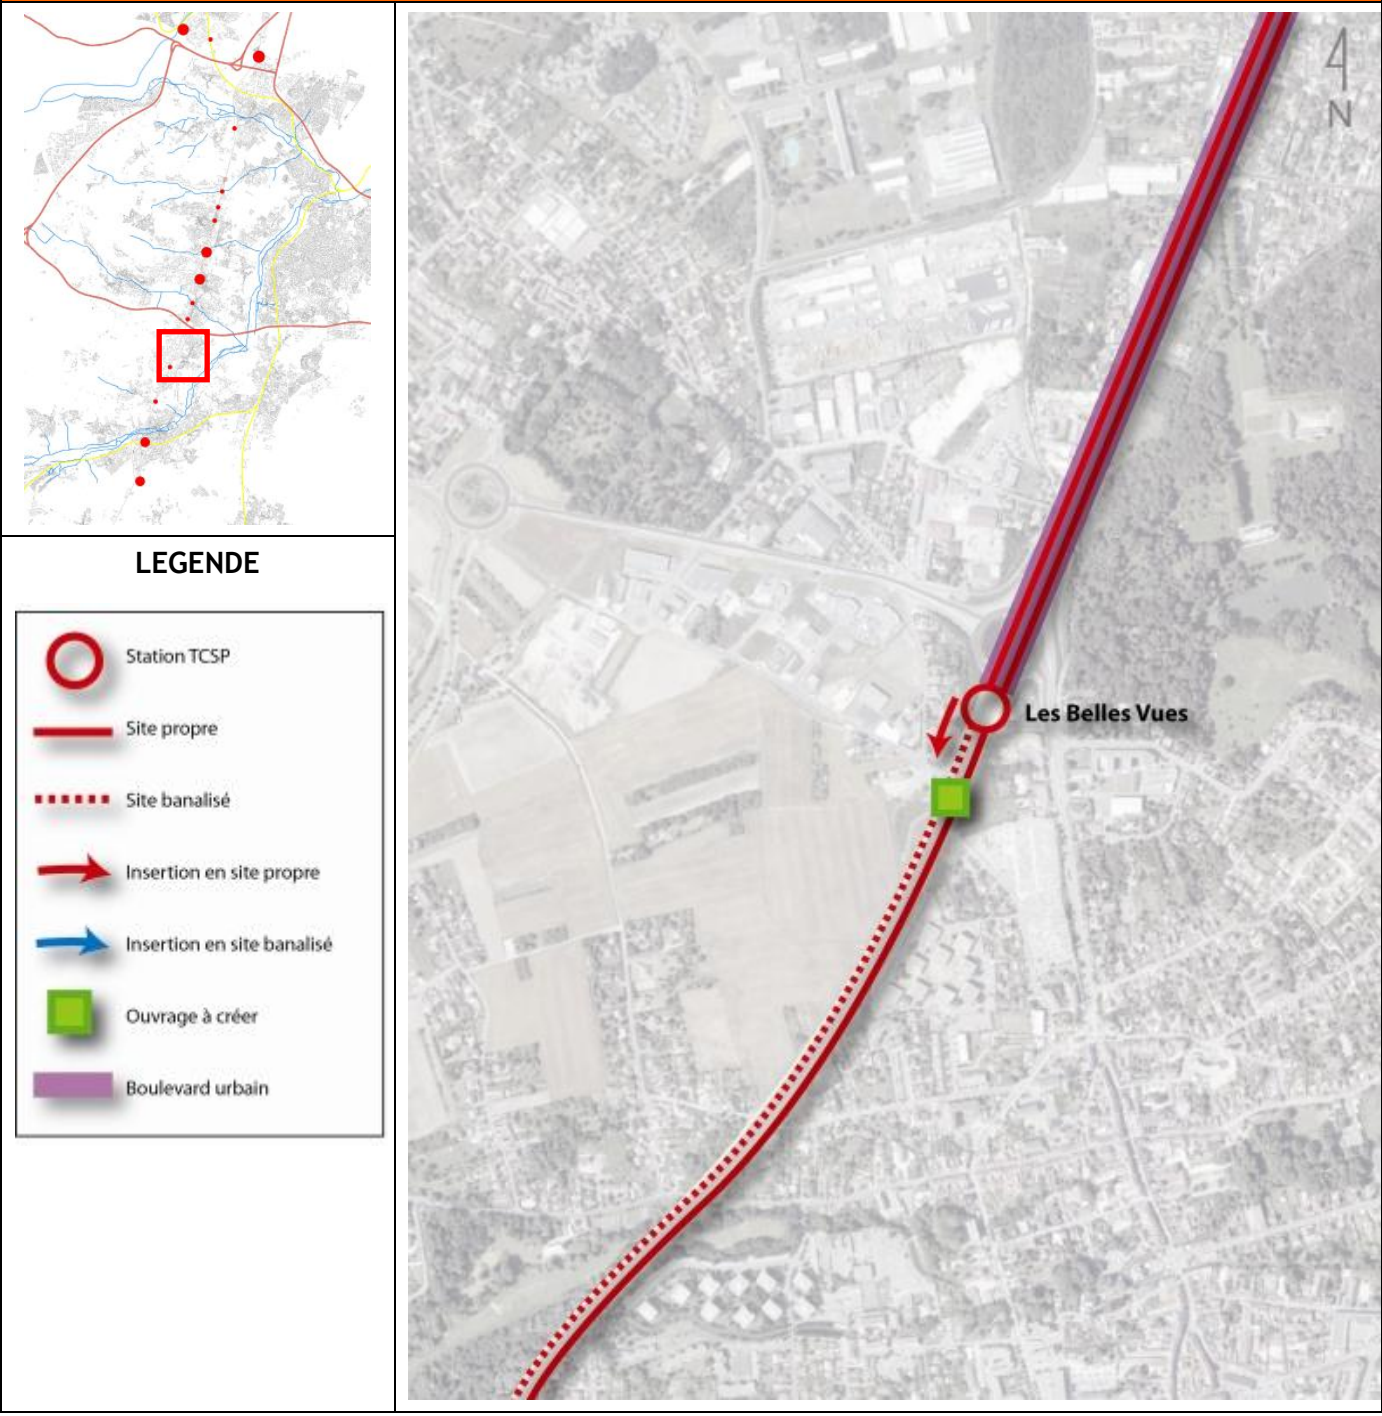 LEGENDE
Station TCSP
Site propre
Site banalisé
Insertion en site propre
Insertion en site banalisé
Ouvrage à créer
Boulevard urbain
N
Les Belles Vues